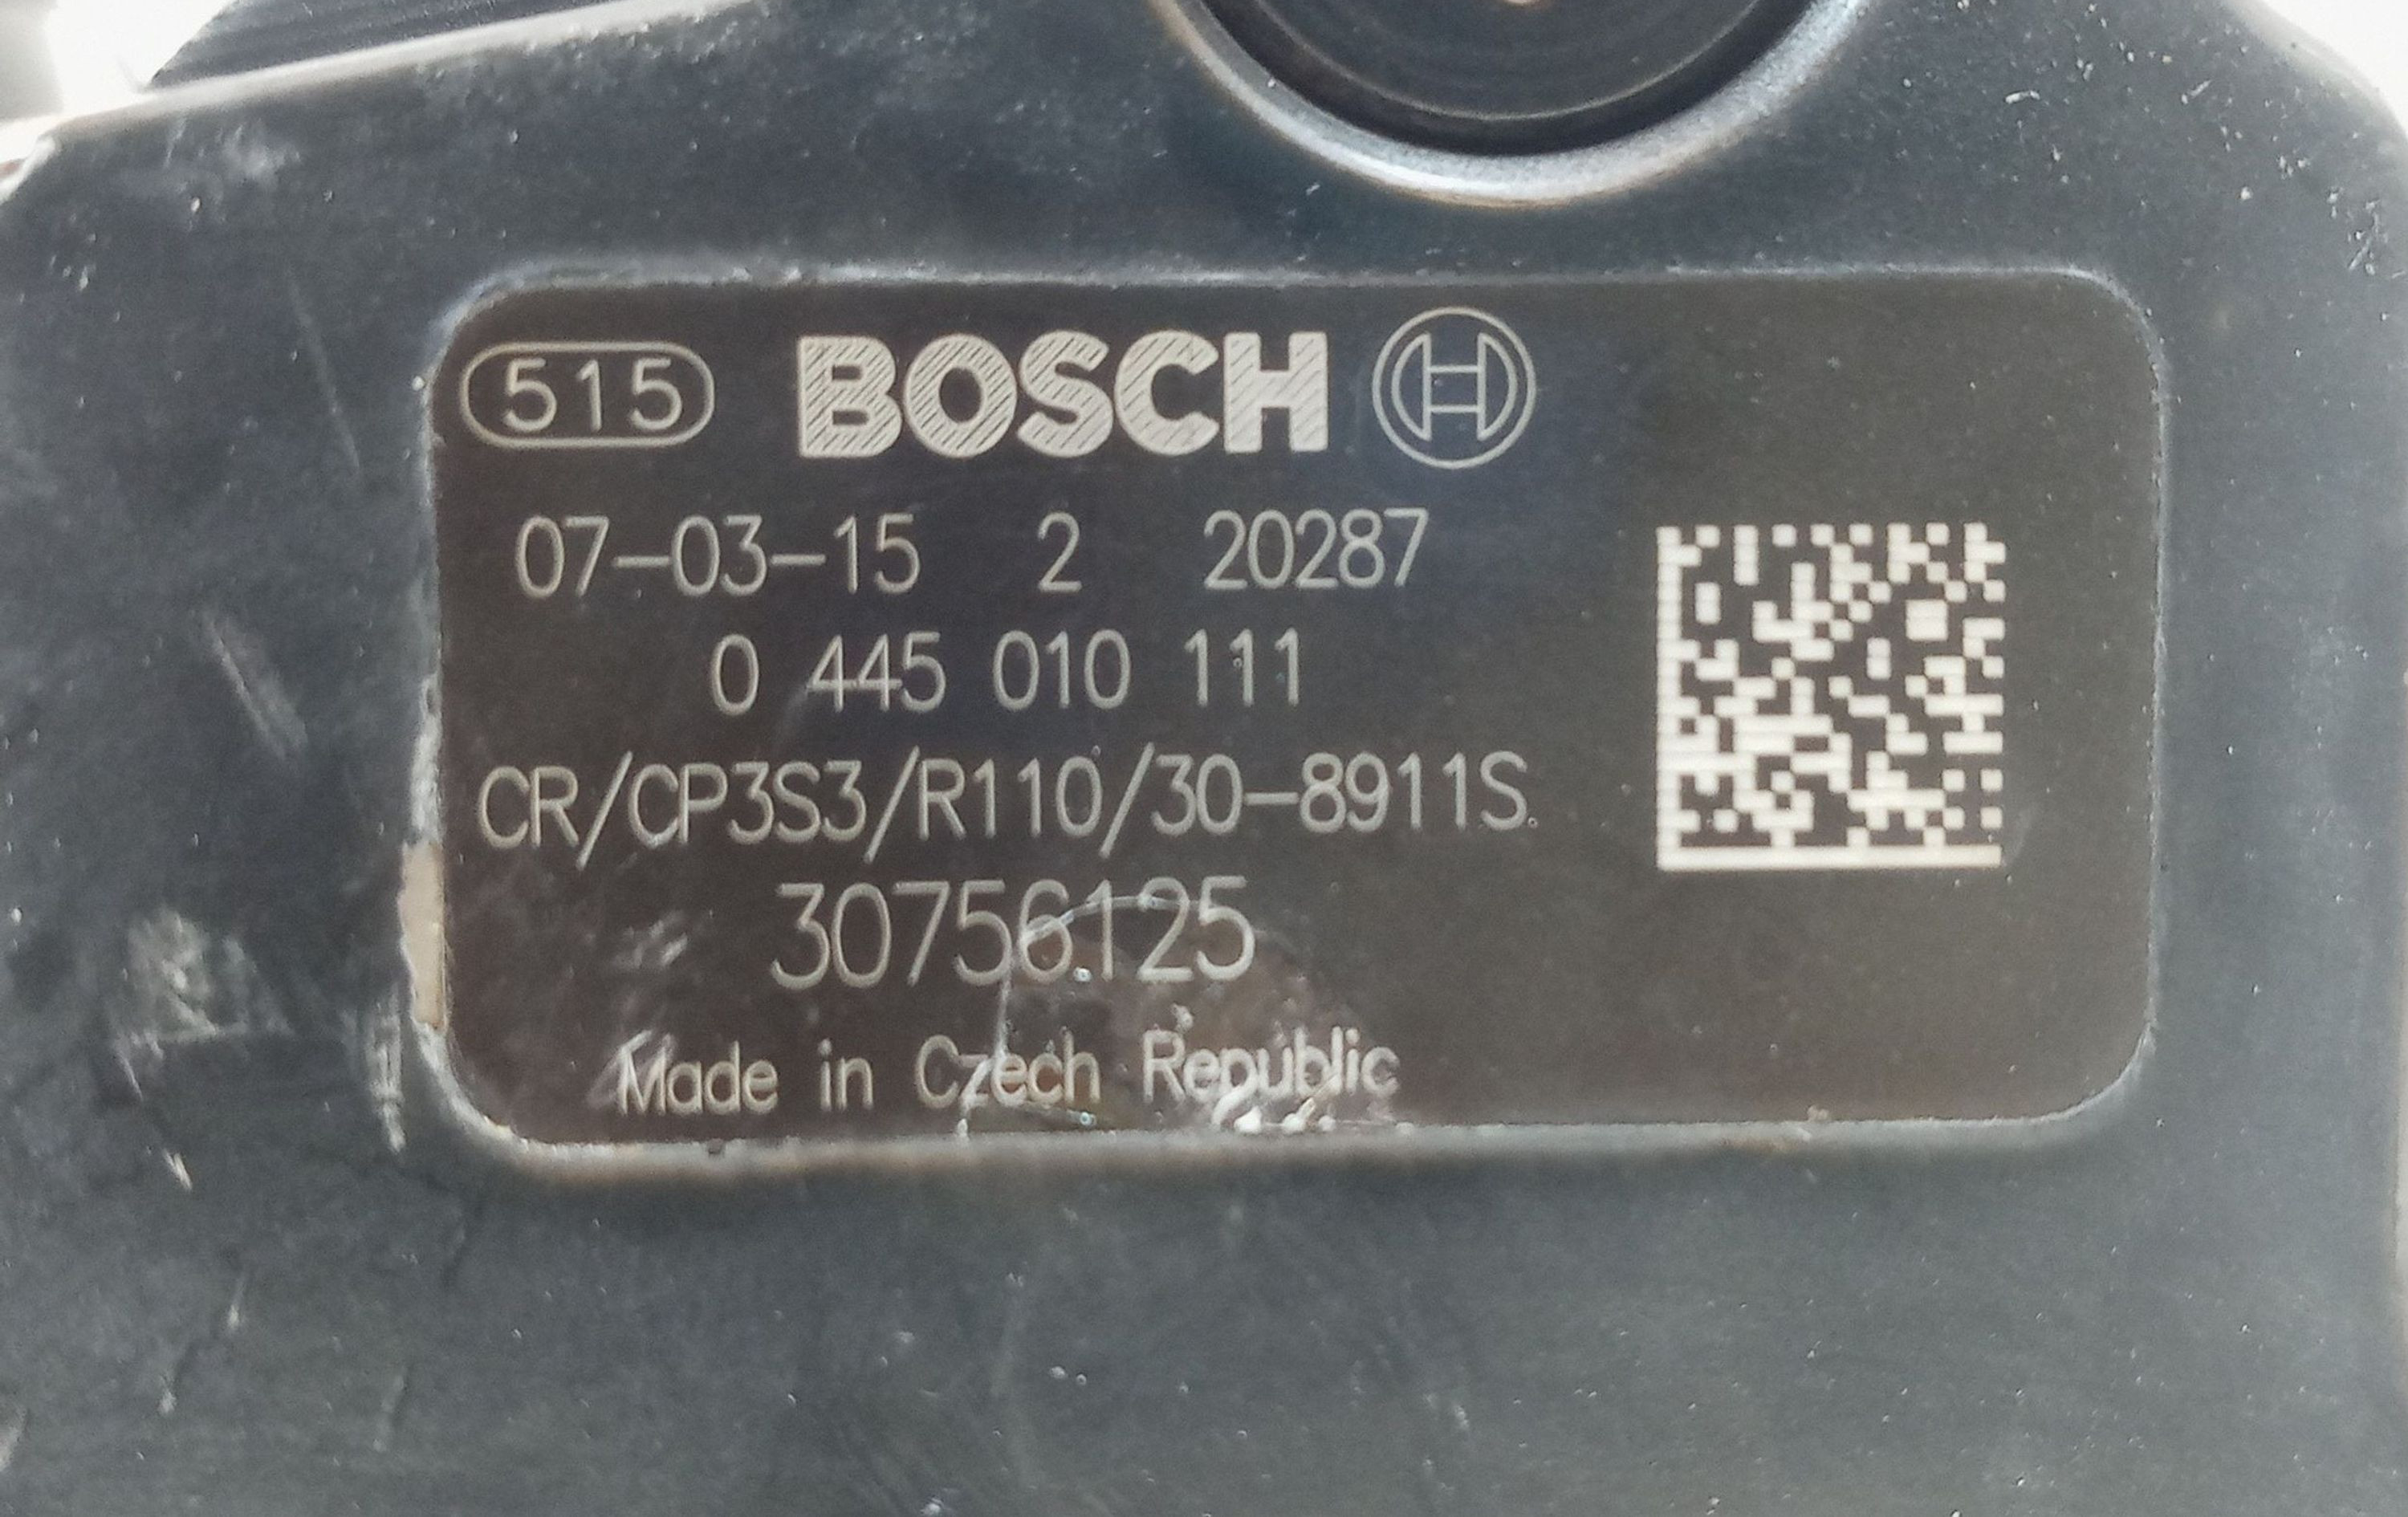 515 BOSCH
07-03-15 2 20287
0 445 010 111
CR/CP3S3/R110/30-8911S
30756125
Made in Czech Republic